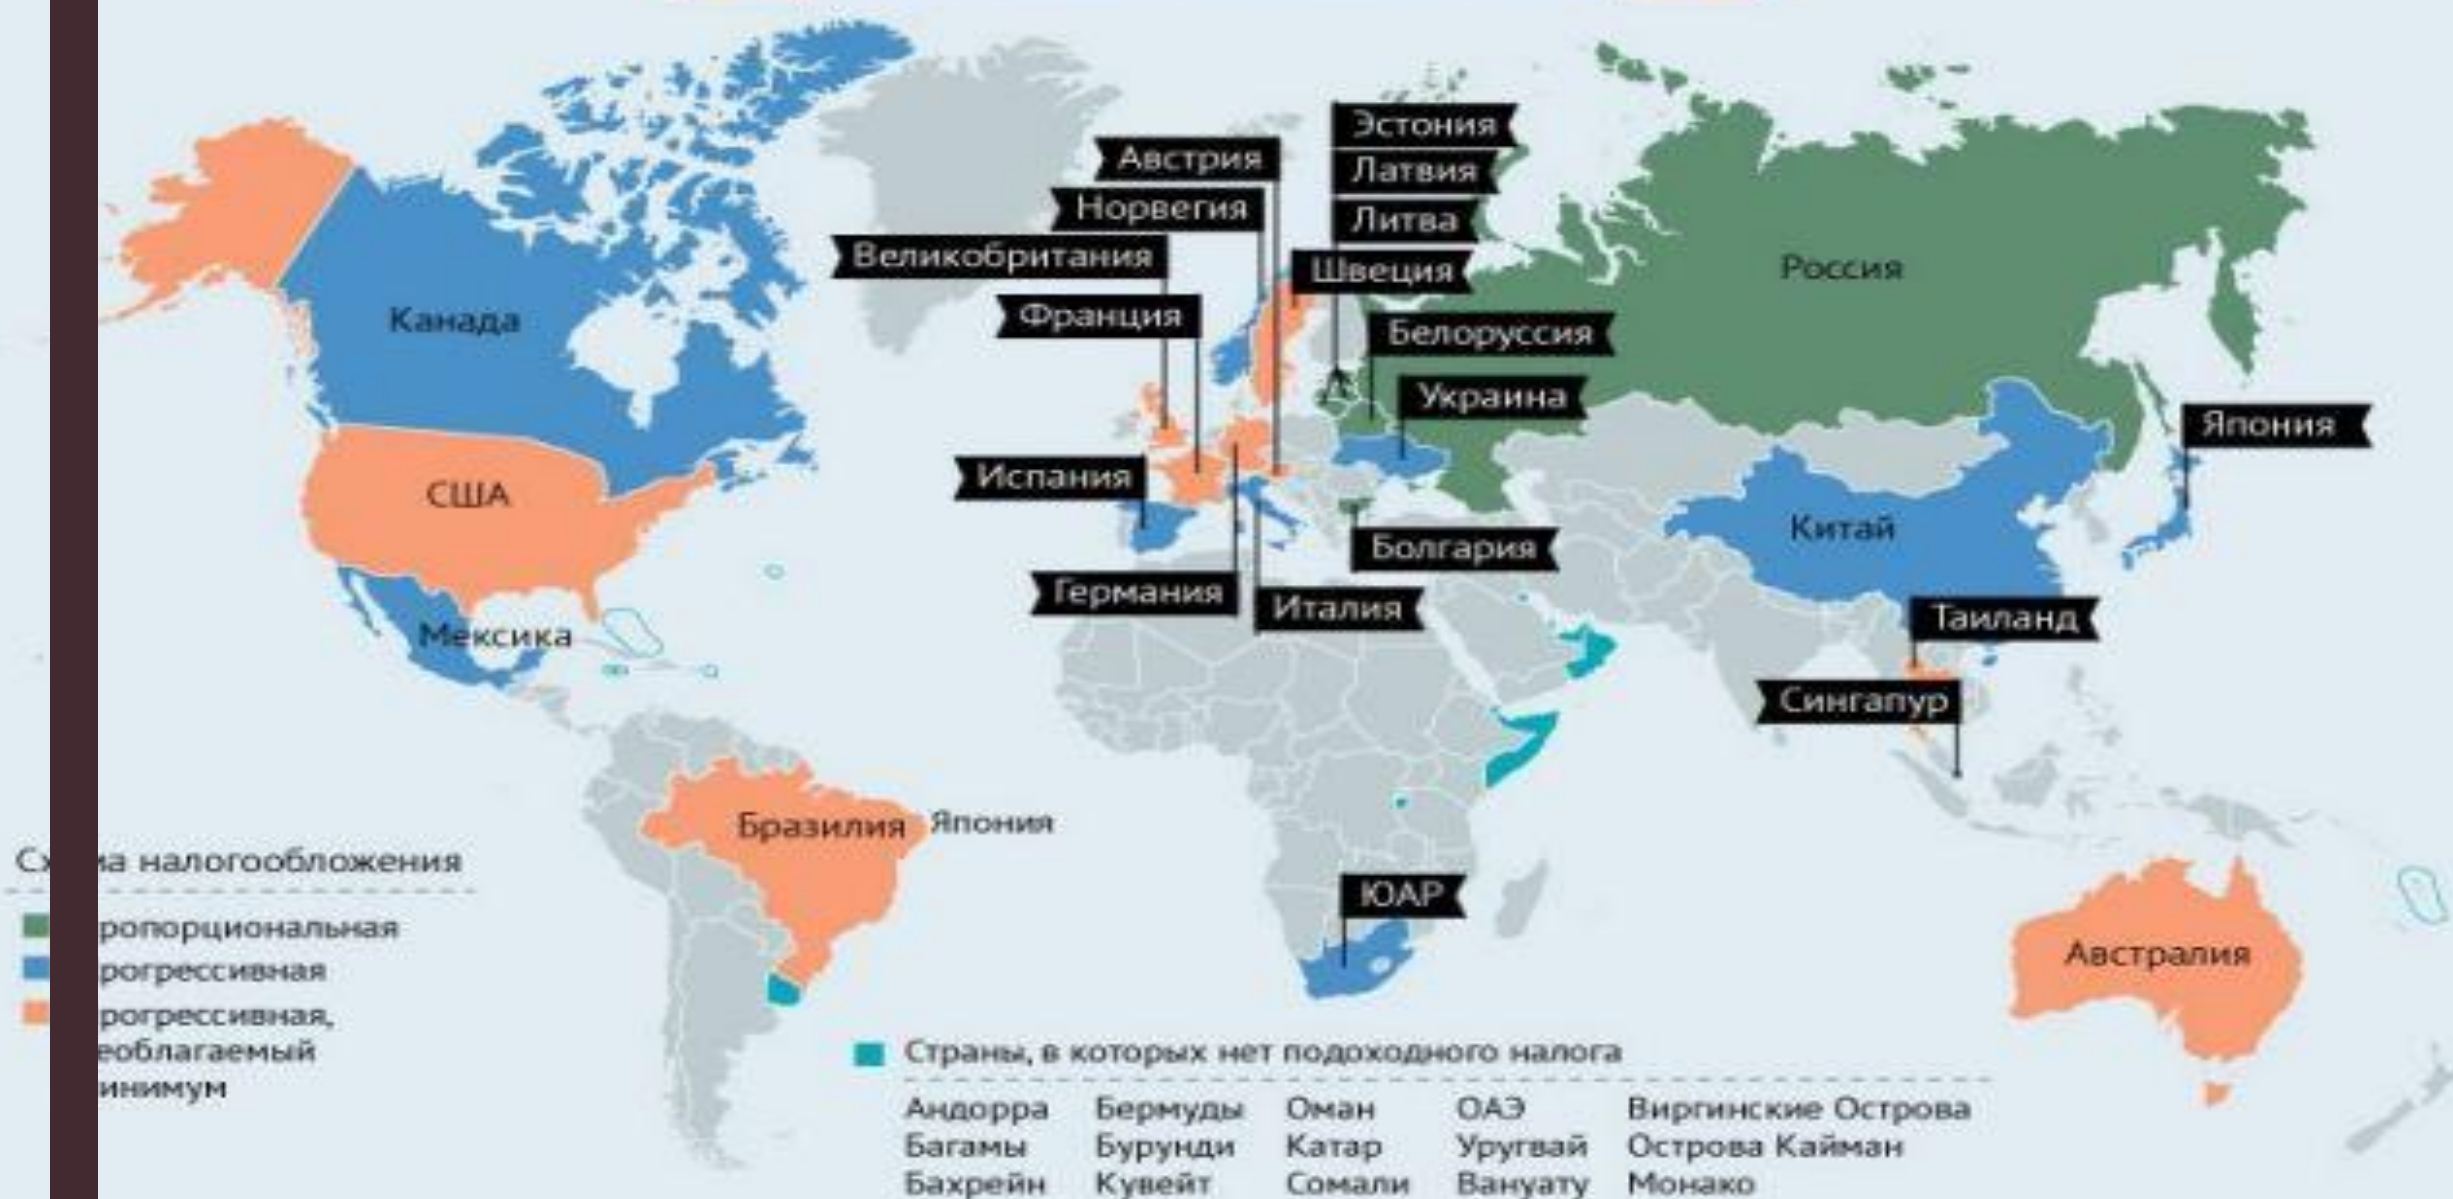 Эстония
Австрия
Латвия
Норвегия
Литва
Великобритания
Швеция
Россия
Франция
Канада
Белоруссия
Украина
Япония
Испания
США
Китай
Болгария
Германия
Италия
Таиланд
Мексика
Сингапур
Бразилия
Япония
ЮАР
Австралия
налогообложения
ропорциональная
рогрессивная
рогрессивная,
еоблагаемый
инимум
Страны, в которых нет подоходного налога
Андорра Бермуды Оман ОАЭ Виргинские Острова
Багамы Бурунди Катар Уругвай Острова Кайман
Бахрейн Кувейт Сомали Вануату Монако